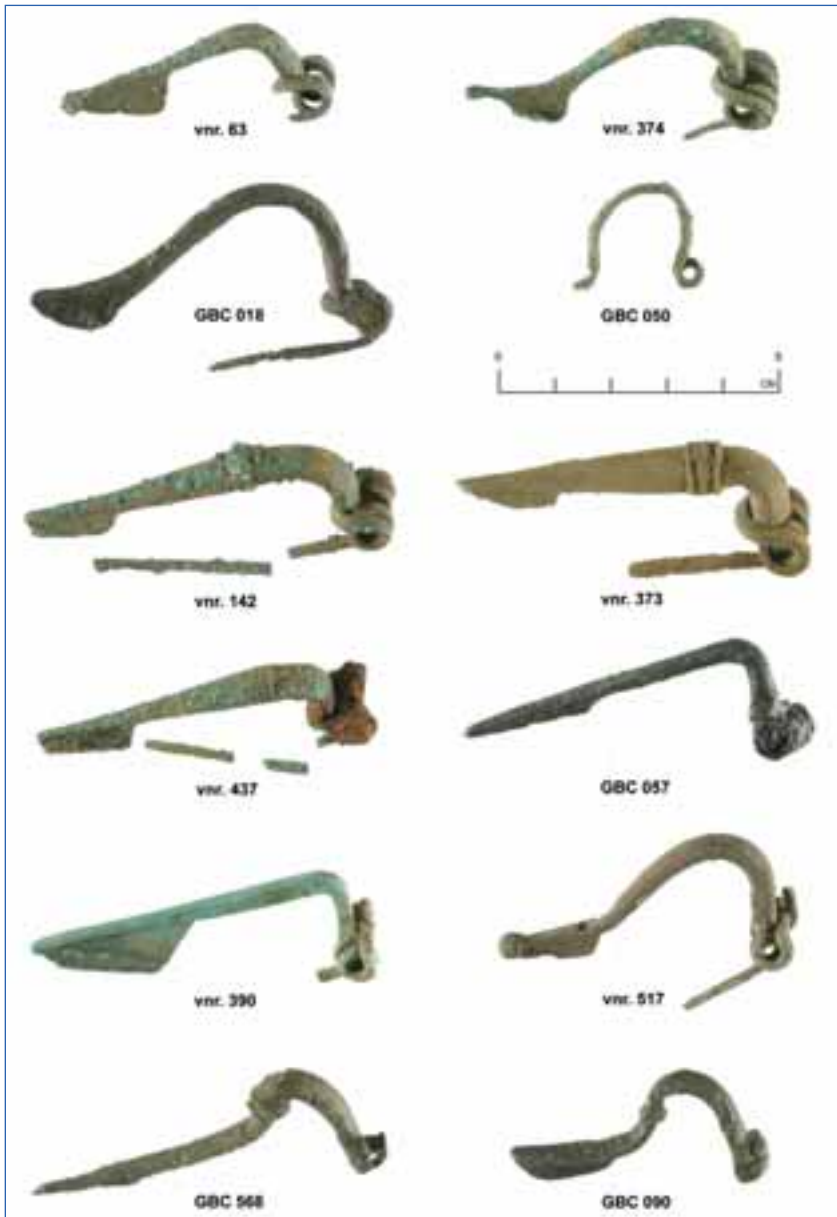 vnr. 63
vnr. 374
GBC 018
GBC 050
0 5
CM
vnr. 142
vnr. 373
vnr. 437
GBC 057
vnr. 390
vnr. 517
GBC 568
GBC 090